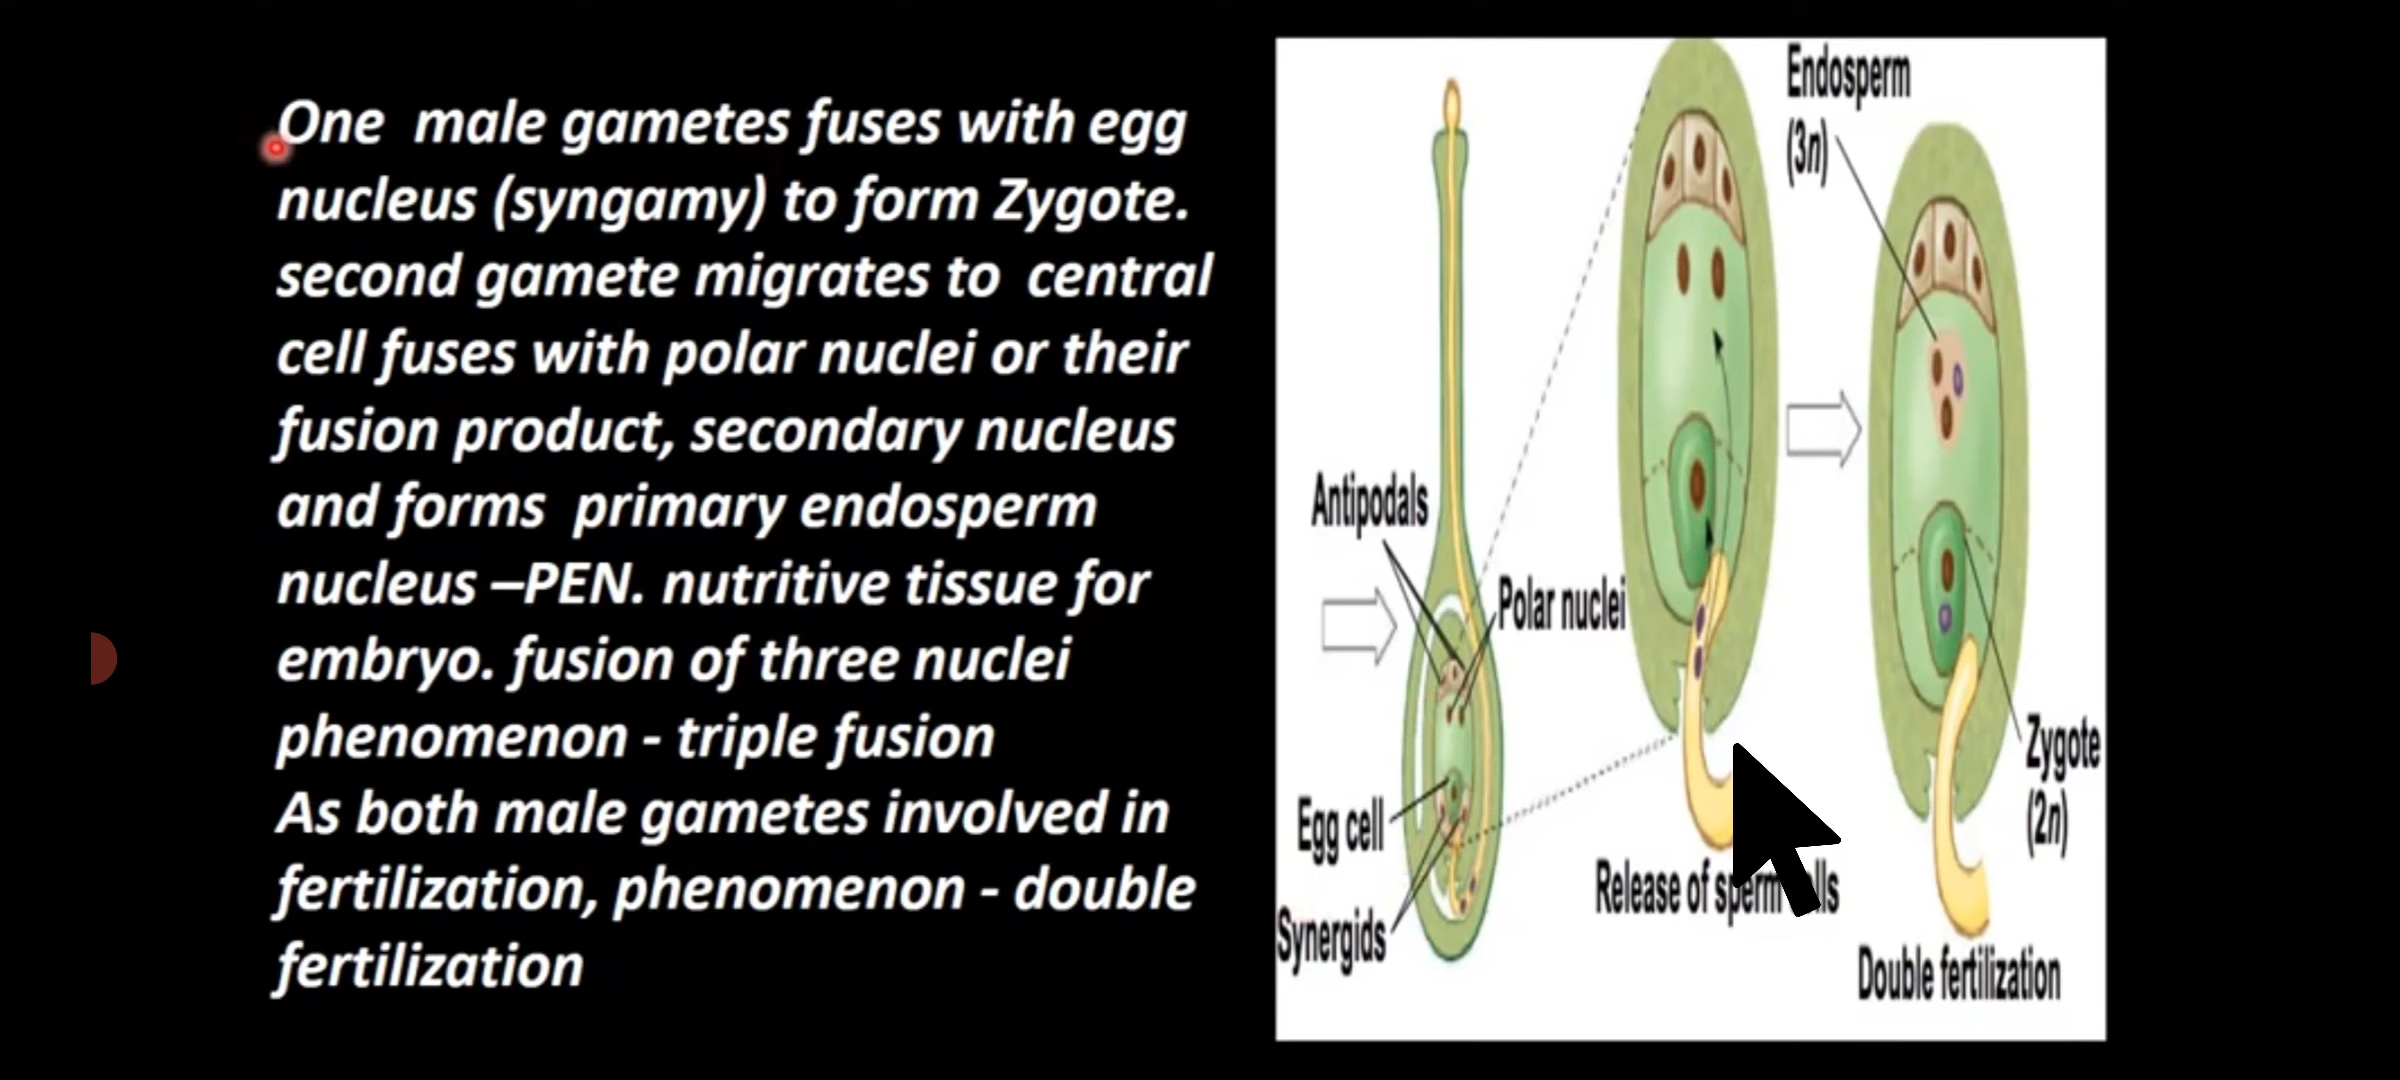 One male gametes fuses with egg
nucleus (syngamy) to form Zygote.
second gamete migrates to central
cell fuses with polar nuclei or their
fusion product, secondary nucleus
and forms primary endosperm
nucleus –PEN. nutritive tissue for
embryo. fusion of three nuclei
phenomenon - triple fusion
As both male gametes involved in
fertilization, phenomenon - double
fertilization
Endosperm
(3n)
Antipodals
Polar nuclei
Egg cell
Synergids
Release of sperm
Zygote
(2n)
Double fertilization